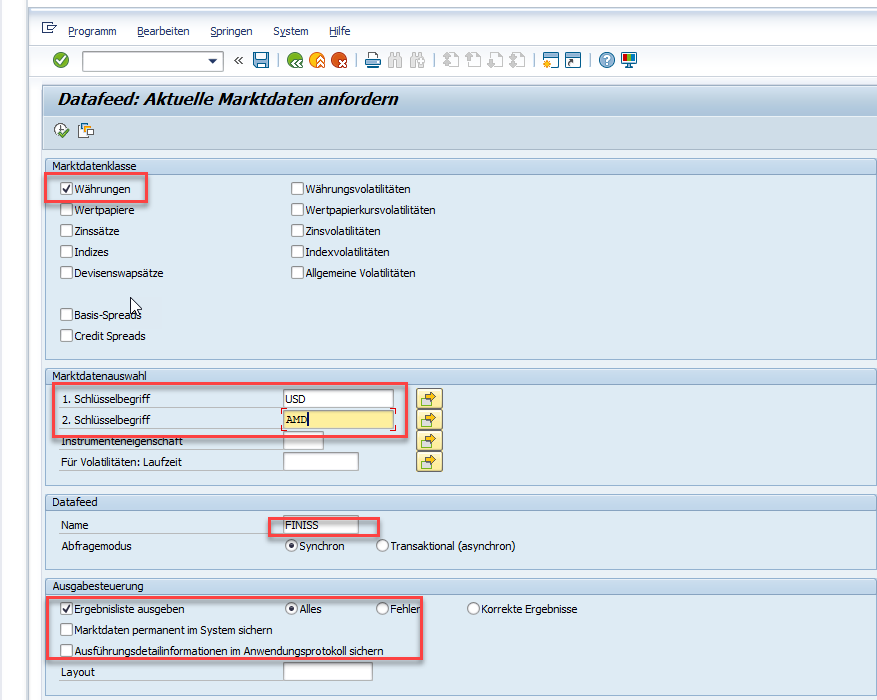 Programm Bearbeiten Springen System Hilfe
Datafeed: Aktuelle Marktdaten anfordern
Marktdatenklasse
Währungen Währungsvolatilitäten
Wertpapiere Wertpapierkursvolatilitäten
Zinssätze Zinsvolatilitäten
Indizes Indexvolatilitäten
Devisenswapsätze Allgemeine Volatilitäten
Basis-Spreads
Credit Spreads
Marktdatenauswahl
1. Schlüsselbegriff USD
2. Schlüsselbegriff AMD
Instrumenteneigenschaft
Für Volatilitäten: Laufzeit
Datafeed
Name FINISS
Abfragemodus Synchron Transaktional (asynchron)
Ausgabesteuerung
Ergebnisliste ausgeben Alles Fehler Korrekte Ergebnisse
Marktdaten permanent im System sichern
Ausführungsdetailinformationen im Anwendungsprotokoll sichern
Layout